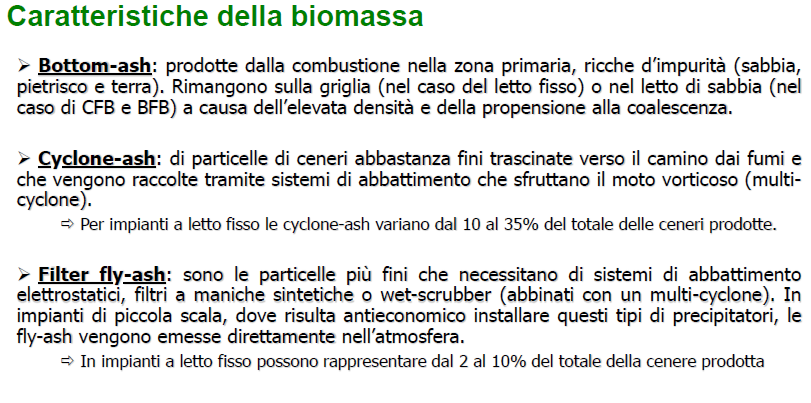 Caratteristiche della biomassa
➢ Bottom-ash: prodotte dalla combustione nella zona primaria, ricche d'impurità (sabbia,
pietrisco e terra). Rimangono sulla griglia (nel caso del letto fisso) o nel letto di sabbia (nel
caso di CFB e BFB) a causa dell'elevata densità e della propensione alla coalescenza.
➢ Cyclone-ash: di particelle di ceneri abbastanza fini trascinate verso il camino dai fumi e
che vengono raccolte tramite sistemi di abbattimento che sfruttano il moto vorticoso (multi-
cyclone).
⇨ Per impianti a letto fisso le cyclone-ash variano dal 10 al 35% del totale delle ceneri prodotte.
➢ Filter fly-ash: sono le particelle più fini che necessitano di sistemi di abbattimento
elettrostatici, filtri a maniche sintetiche o wet-scrubber (abbinati con un multi-cyclone). In
impianti di piccola scala, dove risulta antieconomico installare questi tipi di precipitatori, le
fly-ash vengono emesse direttamente nell'atmosfera.
⇨ In impianti a letto fisso possono rappresentare dal 2 al 10% del totale della cenere prodotta